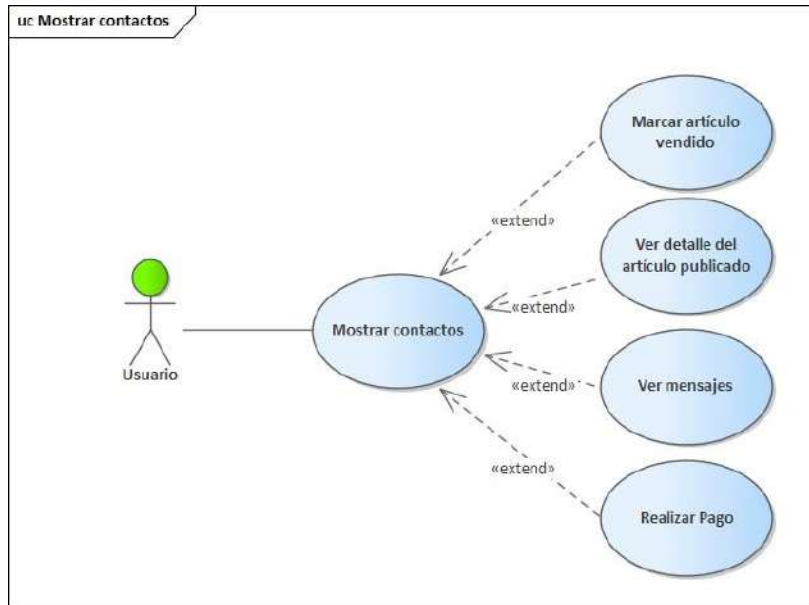 uc Mostrar contactos
Marcar artículo
vendido
«extend»
Ver detalle del
artículo publicado
«extend»
Mostrar contactos
Usuario
Ver mensajes
«extend»
«extend»
Realizar Pago